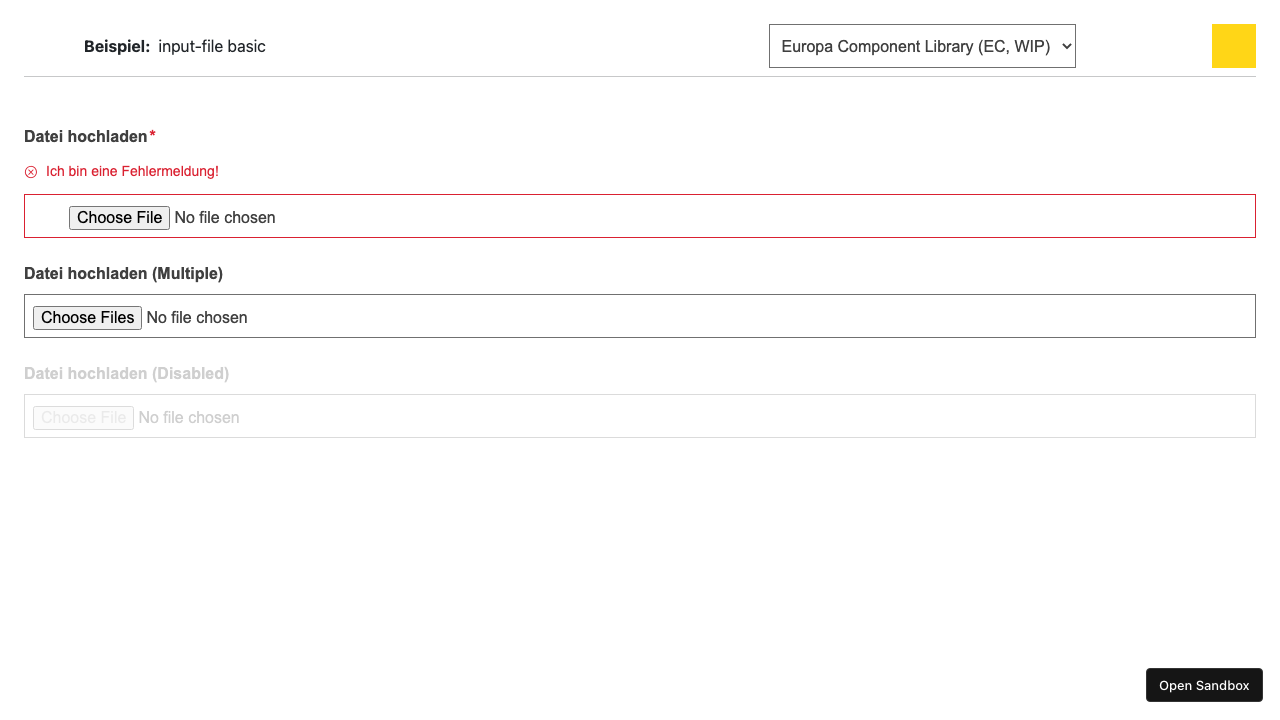 Beispiel: input-file basic
Europa Component Library (EC, WIP)
Datei hochladen*
Ich bin eine Fehlermeldung!
Choose File No file chosen
Datei hochladen (Multiple)
Choose Files No file chosen
Datei hochladen (Disabled)
Choose File No file chosen
Open Sandbox